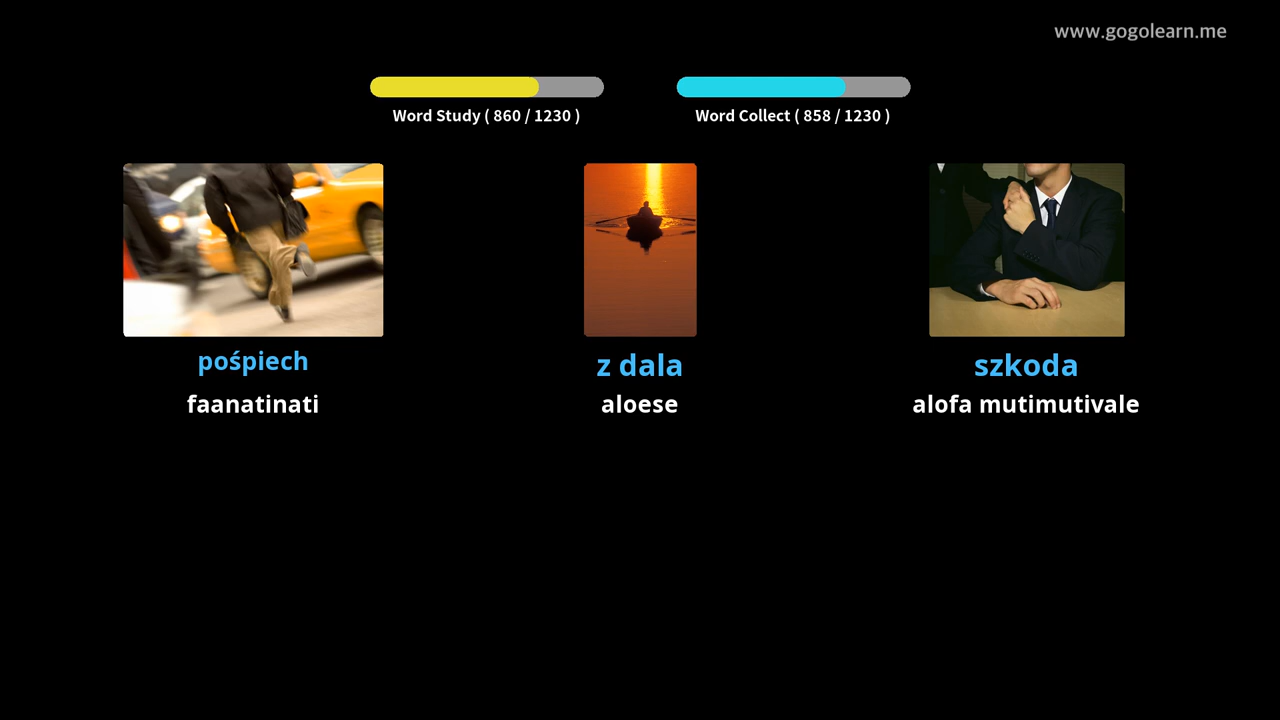 www.gogolearn.me
Word Study ( 860 / 1230 )
Word Collect ( 858 / 1230 )
pośpiech
z dala
szkoda
faanatinati
aloese
alofa mutimutivale